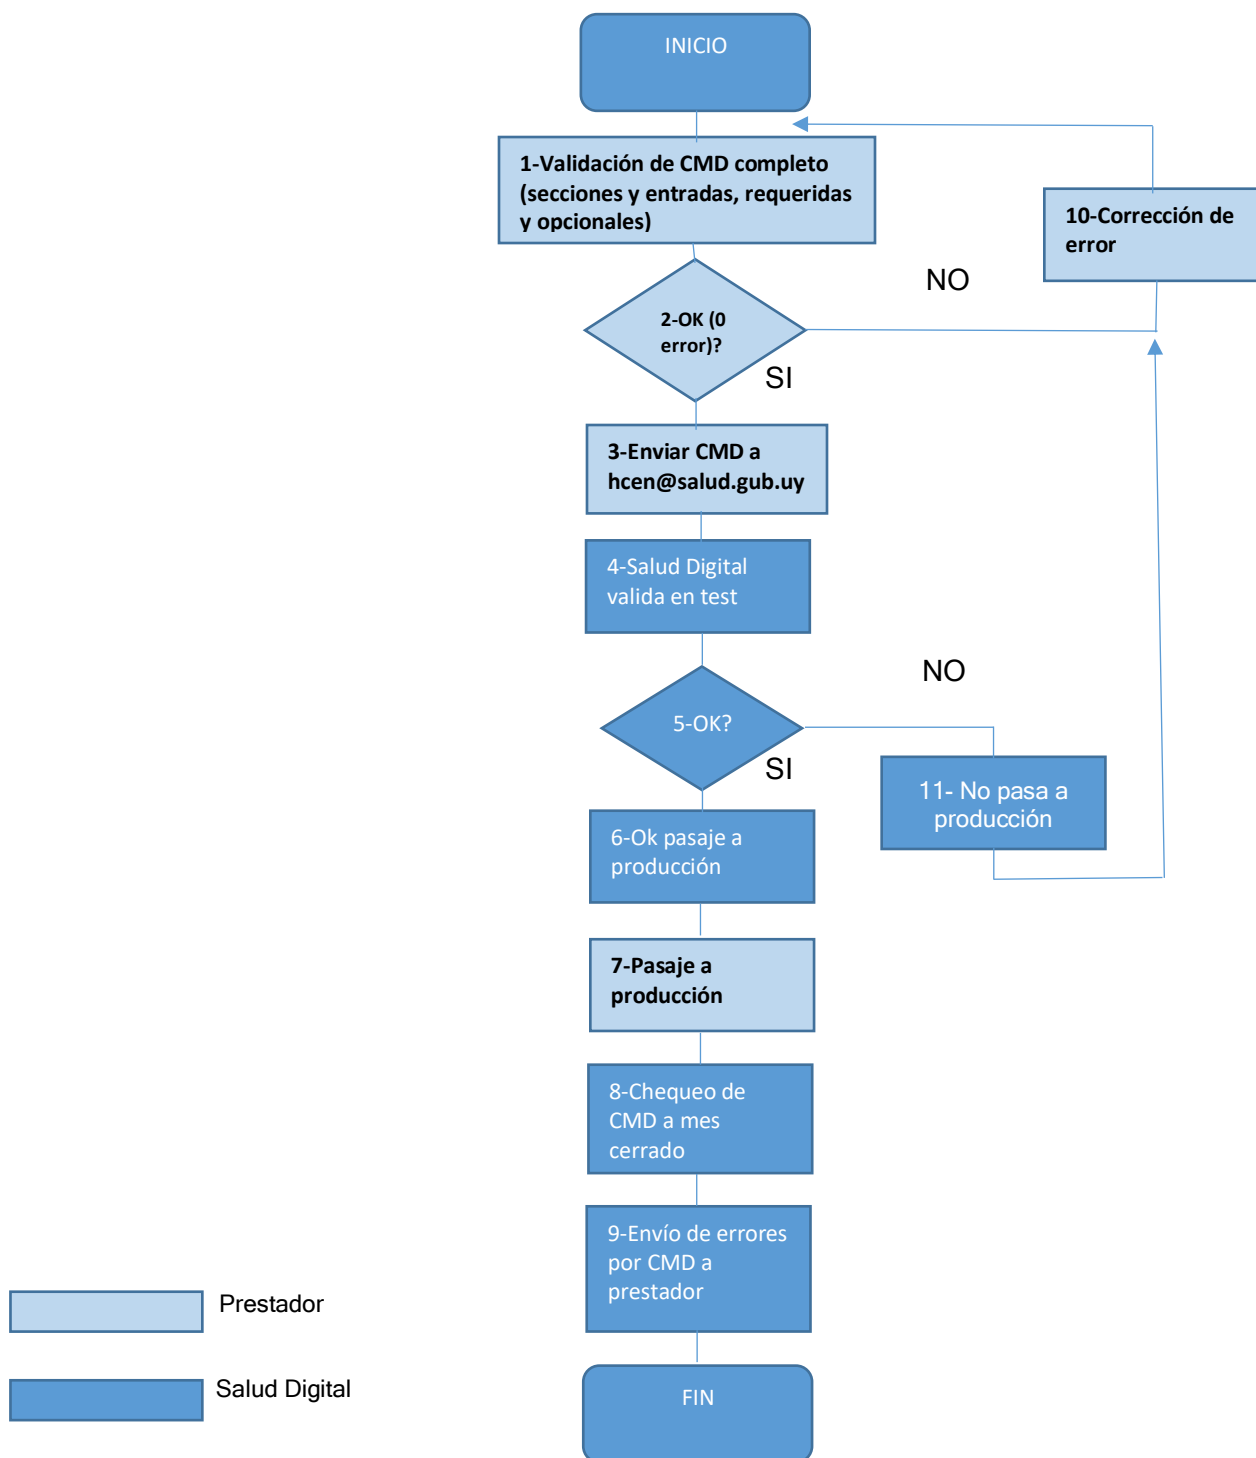 INICIO
1-Validación de CMD completo
(secciones y entradas, requeridas
y opcionales)
10-Corrección de
error
NO
2-OK (0
error)?
SI
3-Enviar CMD a
hcen@salud.gub.uy
4-Salud Digital
valida en test
NO
5-OK?
SI
11- No pasa a
producción
6-Ok pasaje a
producción
7-Pasaje a
producción
8-Chequeo de
CMD a mes
cerrado
9-Envío de errores
por CMD a
prestador
Prestador
Salud Digital
FIN